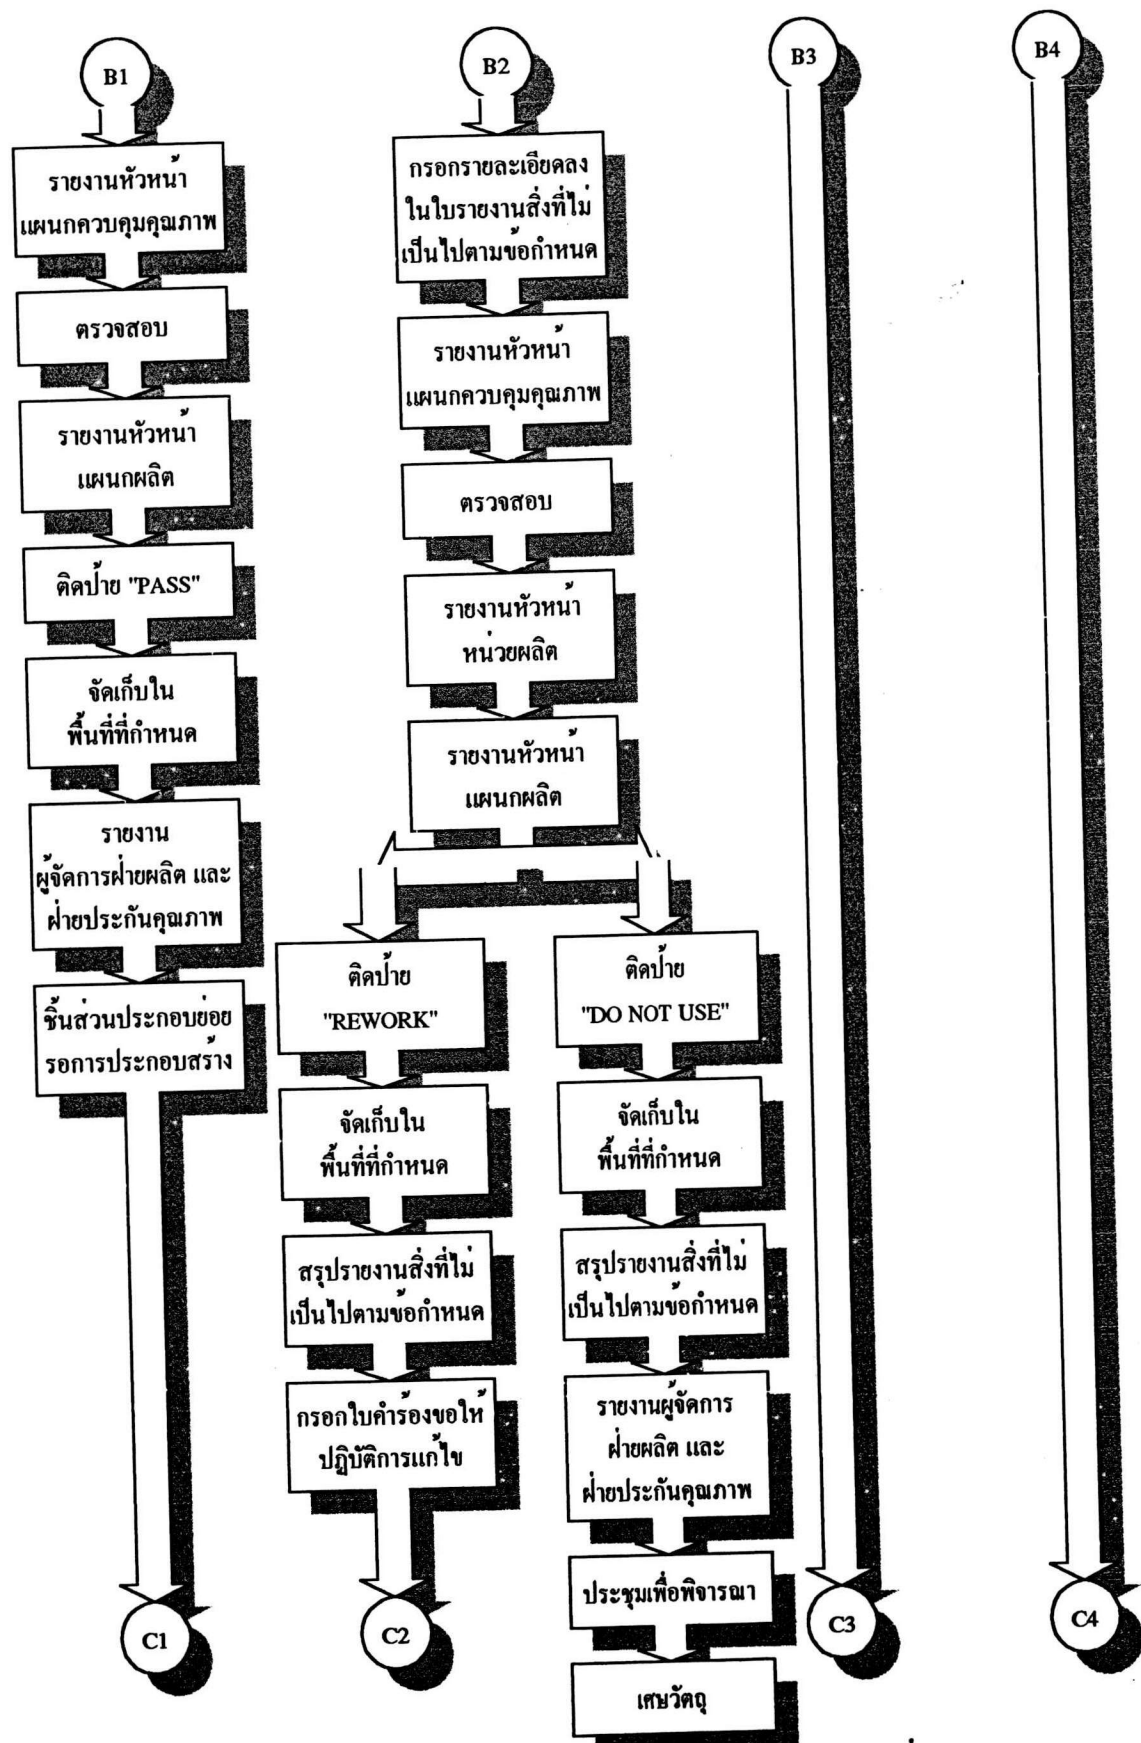 B1
รายงานหัวหน้า
แผนกควบคุมคุณภาพ
ตรวจสอบ
รายงานหัวหน้า
แผนกผลิต
ติดป้าย "PASS"
จัดเก็บใน
พื้นที่ที่กำหนด
รายงาน
ผู้จัดการฝ่ายผลิต และ
ฝ่ายประกันคุณภาพ
ชิ้นส่วนประกอบย่อย
รอการประกอบสร้าง
C1
B2
กรอกรายละเอียดลง
ในใบรายงานสิ่งที่ไม่
เป็นไปตามข้อกำหนด
รายงานหัวหน้า
แผนกควบคุมคุณภาพ
ตรวจสอบ
รายงานหัวหน้า
หน่วยผลิต
รายงานหัวหน้า
แผนกผลิต
ติดป้าย
"REWORK"
จัดเก็บใน
พื้นที่ที่กำหนด
สรุปรายงานสิ่งที่ไม่
เป็นไปตามข้อกำหนด
กรอกใบคำร้องขอให้
ปฏิบัติการแก้ไข
C2
ติดป้าย
"DO NOT USE"
จัดเก็บใน
พื้นที่ที่กำหนด
สรุปรายงานสิ่งที่ไม่
เป็นไปตามข้อกำหนด
รายงานผู้จัดการ
ฝ่ายผลิต และ
ฝ่ายประกันคุณภาพ
ประชุมเพื่อพิจารณา
เศษวัตถุ
B3
C3
B4
C4